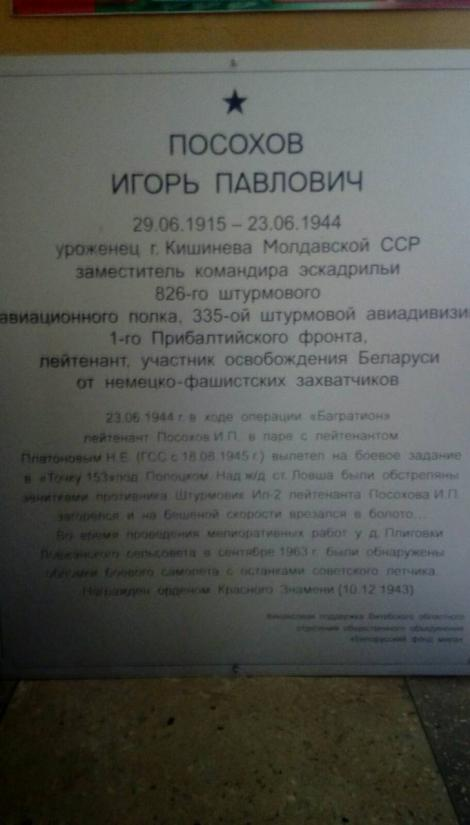 ПОСОХОВ
ИГОРЬ ПАВЛОВИЧ
29.06.1915 – 23.06.1944
уроженец г. Кишинева Молдавской ССР
заместитель командира эскадрильи
826-го штурмового
авиационного полка, 335-ой штурмовой авиадивизи
1-го Прибалтийского фронта,
лейтенант, участник освобождения Беларуси
от немецко-фашистских захватчиков
23.06.1944 г. в ходе операции «Багратион»
лейтенант Посохов И.П. в паре с лейтенантом
Платоновым Н.Е. (ГСС с 18.08.1945 г.) вылетел на боевое задание
в «Точку 153» под Полоцком. Над ж/д ст. Ловша были обстреляны
зенитками противника. Штурмовик Ил-2 лейтенанта Посохова И.П.
загорелся и на бешеной скорости врезался в болото...
Во время проведения мелиоративных работ у д. Плиговки
сельсовета в сентябре 1963 г. были обнаружены
обломки боевого самолета с останками советского летчика.
Награжден орденом Красного Знамени (10.12.1943)
Финансовая поддержка Витебского областного
отделения общественного объединения
«Белорусский фонд мира»